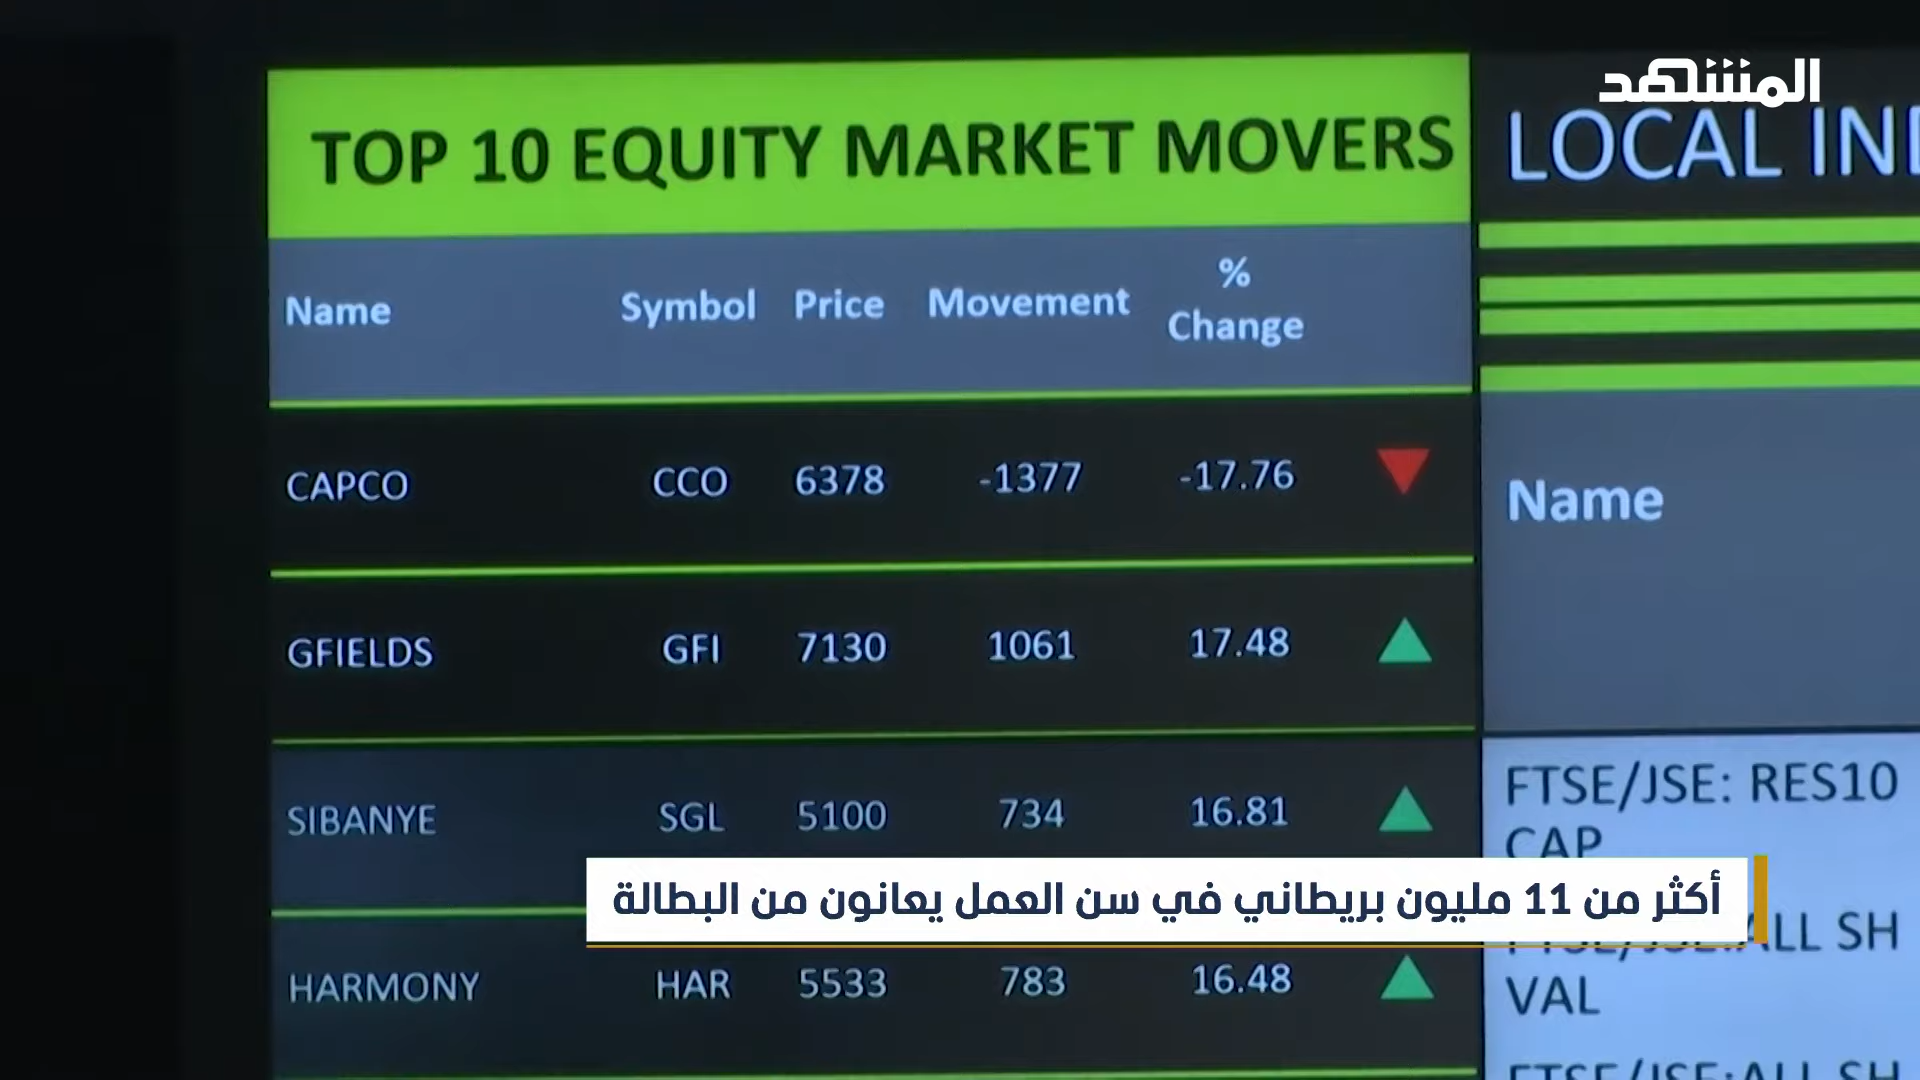 المشهد
TOP 10 EQUITY MARKET MOVERS
Name Symbol Price Movement % Change
CAPCO CCO 6378 -1377 -17.76
GFIELDS GFI 7130 1061 17.48
SIBANYE SGL 5100 734 16.81
HARMONY HAR 5533 783 16.48
LOCAL
Name
FTSE/JSE: RES10
CAP
ALL SH
VAL
أكثر من 11 مليون بريطاني في سن العمل يعانون من البطالة